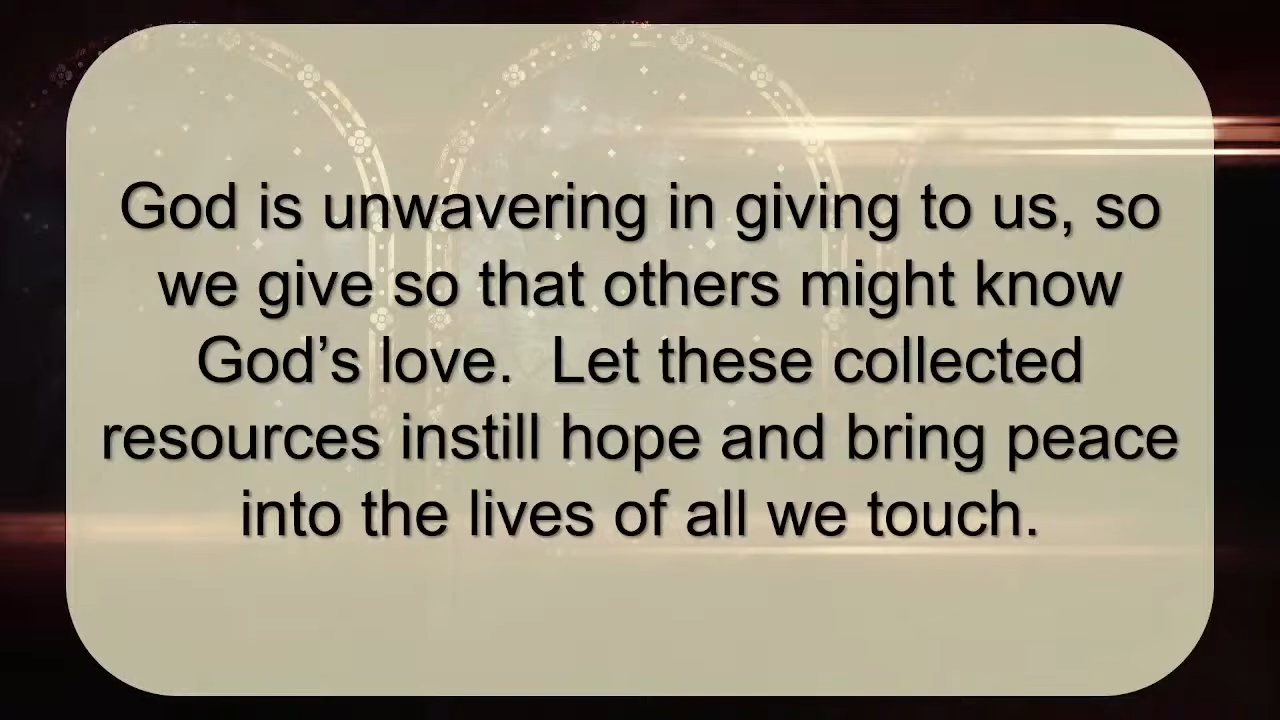 God is unwavering in giving to us, so
we give so that others might know
God’s love.  Let these collected
resources instill hope and bring peace
into the lives of all we touch.